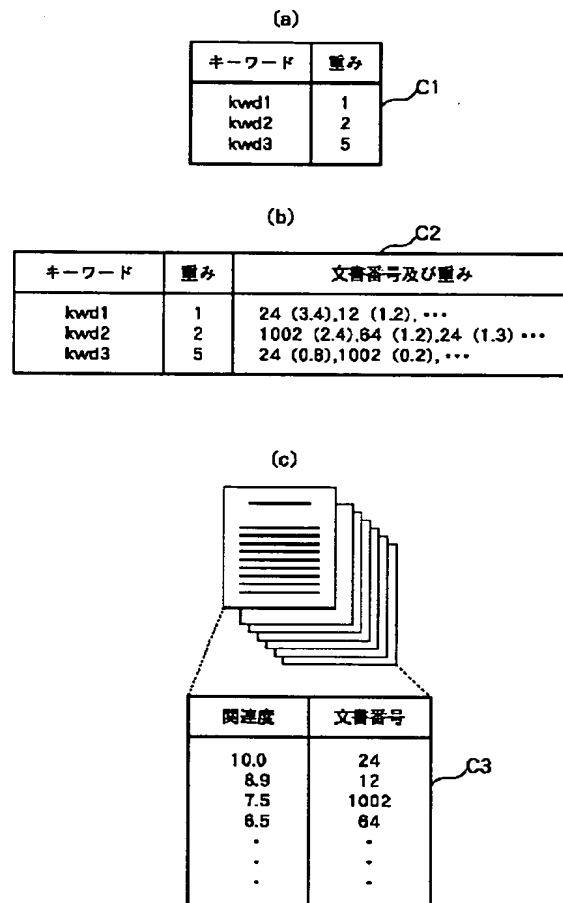 (a)
キーワード 重み
C1
kwd1 1
kwd2 2
kwd3 5
(b)
C2
キーワード 重み 文書番号及び重み
kwd1 1 24 (3.4),12 (1.2),･･･
kwd2 2 1002 (2.4),64 (1.2),24 (1.3) ･･･
kwd3 5 24 (0.8),1002 (0.2),･･･
(c)
関連度 文書番号
10.0 24
C3
8.9 12
7.5 1002
6.5 64